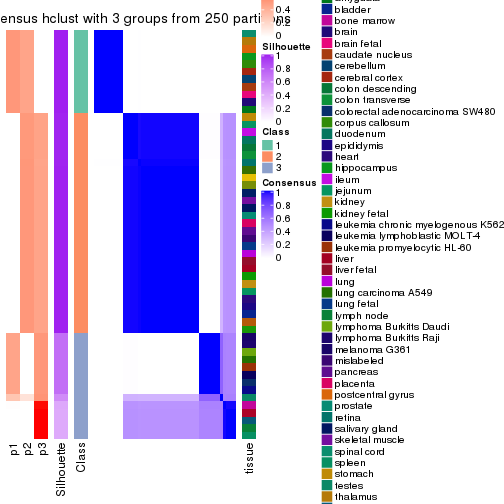 ensus hclust with 3 groups from 250 partitions
0.4
0.2
0
Silhouette
1
0.8
0.6
0.4
0.2
0
Class
1
2
3
Consensus
1
0.8
0.6
0.4
0.2
0
p1
p2
p3
Silhouette
Class
tissue
bladder
bone marrow
brain
brain fetal
caudate nucleus
cerebellum
cerebral cortex
colon descending
colon transverse
colorectal adenocarcinoma SW480
corpus callosum
duodenum
epididymis
heart
hippocampus
ileum
jejunum
kidney
kidney fetal
leukemia chronic myelogenous K562
leukemia lymphoblastic MOLT-4
leukemia promyelocytic HL-60
liver
liver fetal
lung
lung carcinoma A549
lung fetal
lymph node
lymphoma Burkitts Daudi
lymphoma Burkitts Raji
melanoma G361
mislabeled
pancreas
placenta
postcentral gyrus
prostate
retina
salivary gland
skeletal muscle
spinal cord
spleen
stomach
testes
thalamus